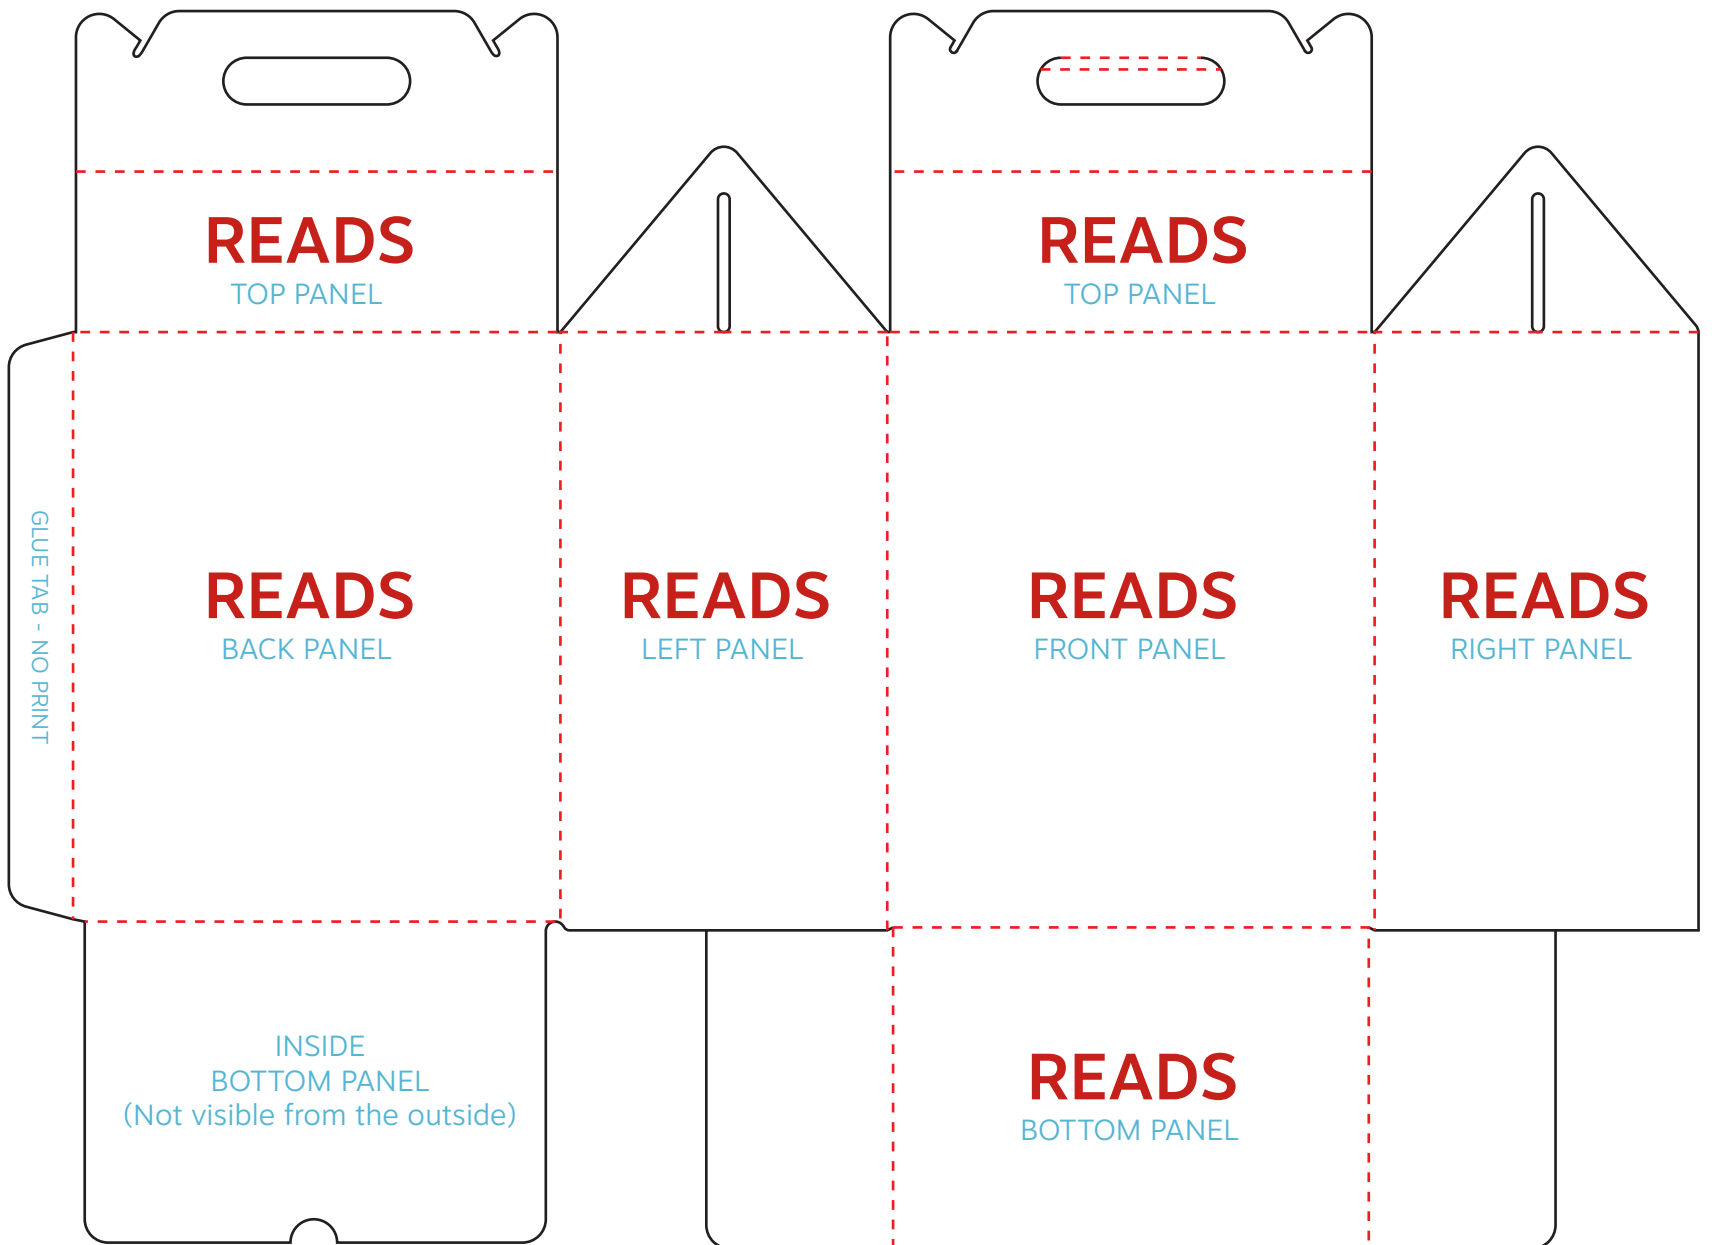 READS
TOP PANEL
READS
TOP PANEL
GLUE TAB - NO PRINT
READS
BACK PANEL
READS
LEFT PANEL
READS
FRONT PANEL
READS
RIGHT PANEL
INSIDE
BOTTOM PANEL
(Not visible from the outside)
READS
BOTTOM PANEL